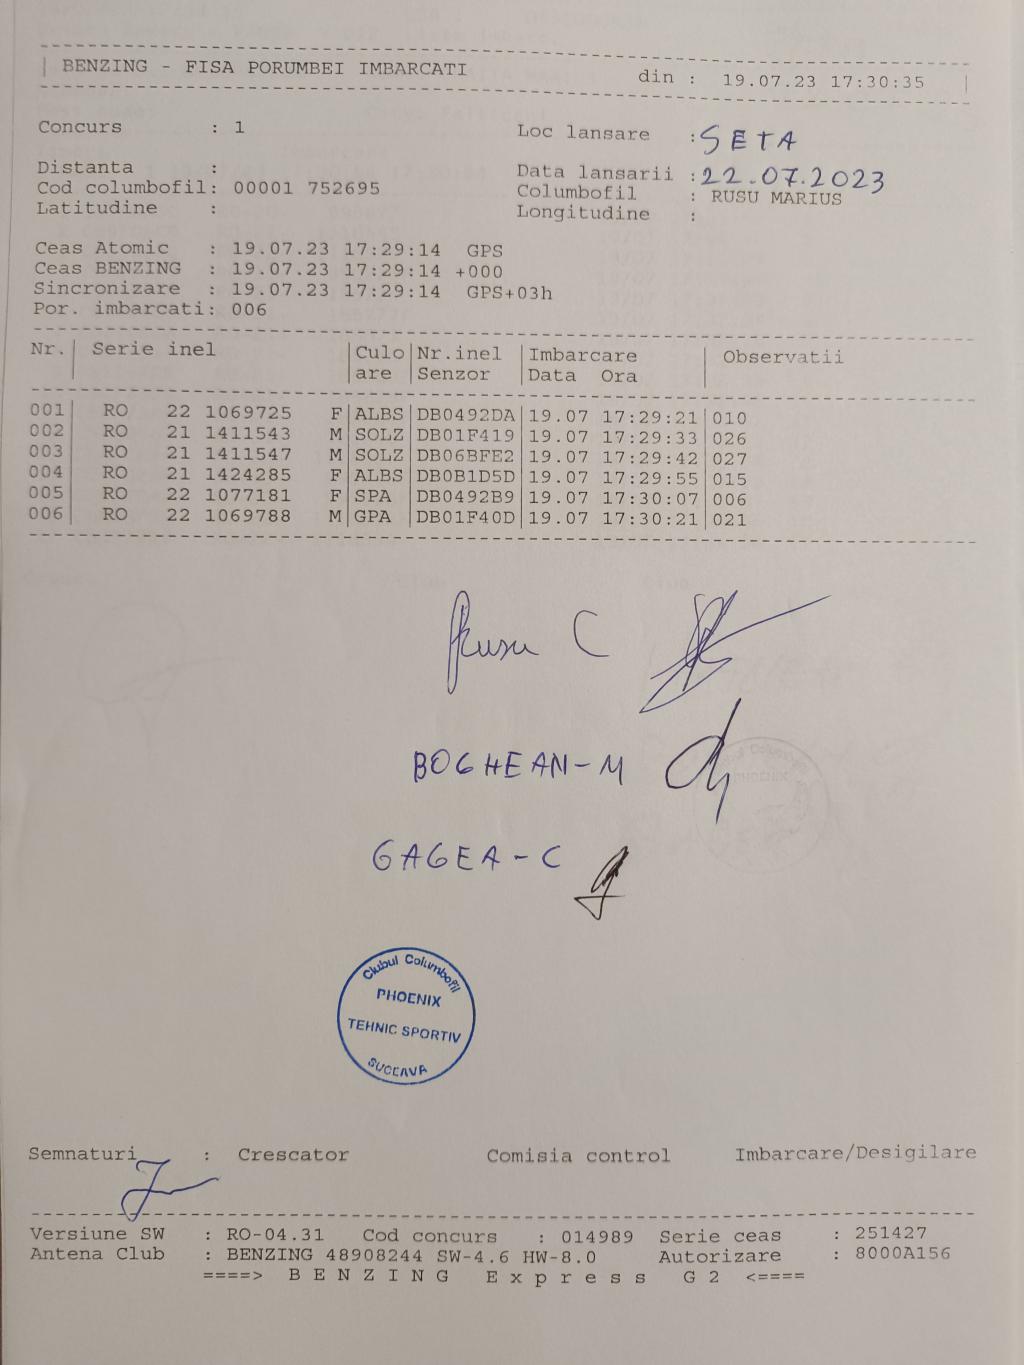 BENZING - FISA PORUMBEI IMBARCATI din : 19.07.23 17:30:35
Concurs : 1 Loc lansare : SETA
Distanta : Data lansarii : 22.07.2023
Cod columbofil: 00001 752695 Columbofil : RUSU MARIUS
Latitudine : Longitudine :
Ceas Atomic : 19.07.23 17:29:14 GPS
Ceas BENZING : 19.07.23 17:29:14 +000
Sincronizare : 19.07.23 17:29:14 GPS+03h
Por. imbarcati: 006
Nr. | Serie inel | Culo | Nr.inel | Imbarcare | Observatii
are | Senzor | Data Ora
001 | RO 22 1069725 F | ALBS | DB0492DA | 19.07 17:29:21 | 010
002 | RO 21 1411543 M | SOLZ | DB01F419 | 19.07 17:29:33 | 026
003 | RO 21 1411547 M | SOLZ | DB06BFE2 | 19.07 17:29:42 | 027
004 | RO 21 1424285 F | ALBS | DB0B1D5D | 19.07 17:29:55 | 015
005 | RO 22 1077181 F | SPA | DB0492B9 | 19.07 17:30:07 | 006
006 | RO 22 1069788 M | GPA | DB01F40D | 19.07 17:30:21 | 021
Rusu C
BOGHEAN-M
GAGEA-C
Clubul Columbofil
PHOENIX
TEHNIC SPORTIV
SUCEAVA
Semnaturi : Crescator Comisia control Imbarcare/Desigilare
Versiune SW : RO-04.31 Cod concurs : 014989 Serie ceas : 251427
Antena Club : BENZING 48908244 SW-4.6 HW-8.0 Autorizare : 8000A156
====> B E N Z I N G E x p r e s s G 2 <====